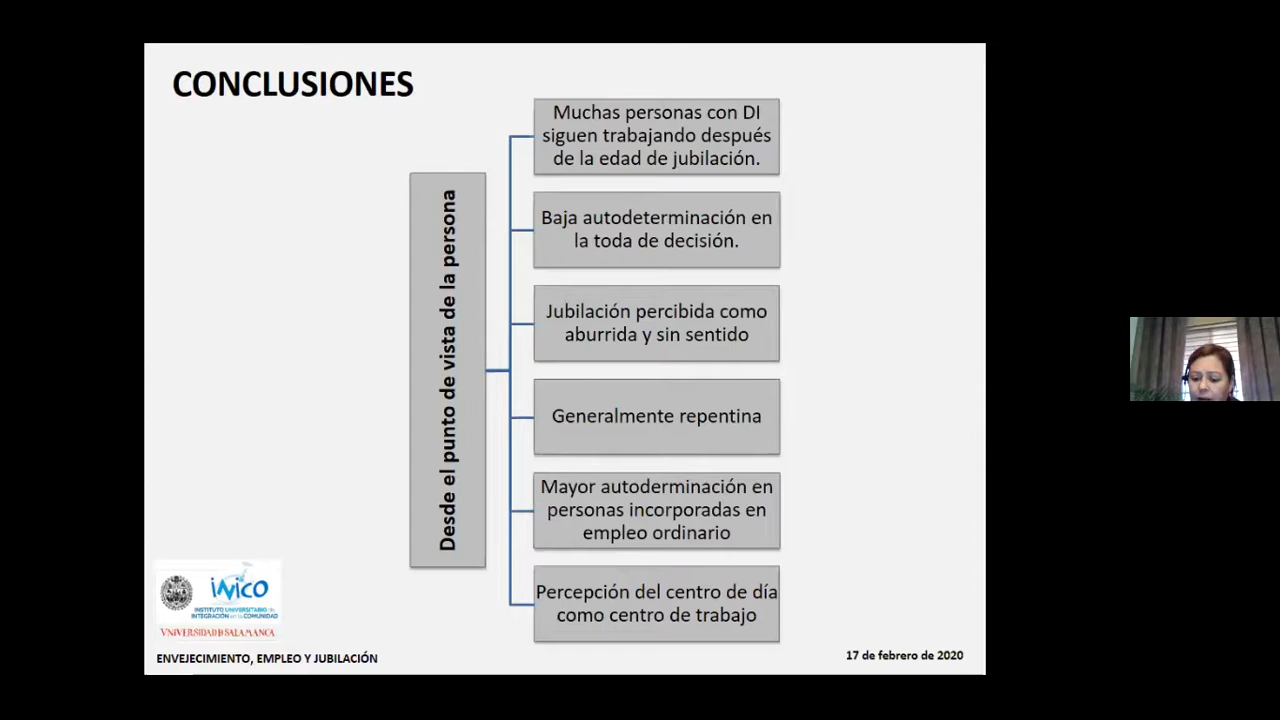 CONCLUSIONES
Desde el punto de vista de la persona
Muchas personas con DI
siguen trabajando después
de la edad de jubilación.
Baja autodeterminación en
la toda de decisión.
Jubilación percibida como
aburrida y sin sentido
Generalmente repentina
Mayor autoderminación en
personas incorporadas en
empleo ordinario
Percepción del centro de día
como centro de trabajo
inico
INSTITUTO UNIVERSITARIO de
INTEGRACIÓN en la COMUNIDAD
VNIVERSIDAD D SALAMANCA
ENVEJECIMIENTO, EMPLEO Y JUBILACIÓN
17 de febrero de 2020